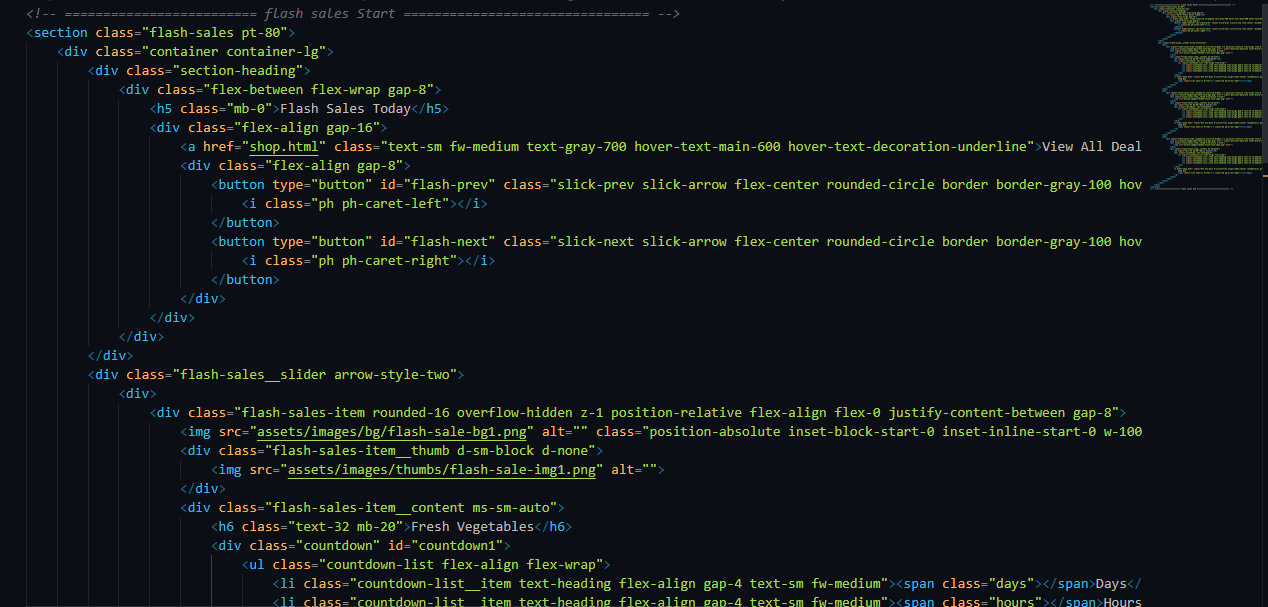 <!-- ========================= flash sales Start ================================ -->
<section class="flash-sales pt-80">
<div class="container container-lg">
<div class="section-heading">
<div class="flex-between flex-wrap gap-8">
<h5 class="mb-0">Flash Sales Today</h5>
<div class="flex-align gap-16">
<a href="shop.html" class="text-sm fw-medium text-gray-700 hover-text-main-600 hover-text-decoration-underline">View All Deal
<div class="flex-align gap-8">
<button type="button" id="flash-prev" class="slick-prev slick-arrow flex-center rounded-circle border border-gray-100 hov
<i class="ph ph-caret-left"></i>
</button>
<button type="button" id="flash-next" class="slick-next slick-arrow flex-center rounded-circle border border-gray-100 hov
<i class="ph ph-caret-right"></i>
</button>
</div>
</div>
</div>
</div>
<div class="flash-sales__slider arrow-style-two">
<div>
<div class="flash-sales-item rounded-16 overflow-hidden z-1 position-relative flex-align flex-0 justify-content-between gap-8">
<img src="assets/images/bg/flash-sale-bg1.png" alt="" class="position-absolute inset-block-start-0 inset-inline-start-0 w-100
<div class="flash-sales-item__thumb d-sm-block d-none">
<img src="assets/images/thumbs/flash-sale-img1.png" alt="">
</div>
<div class="flash-sales-item__content ms-sm-auto">
<h6 class="text-32 mb-20">Fresh Vegetables</h6>
<div class="countdown" id="countdown1">
<ul class="countdown-list flex-align flex-wrap">
<li class="countdown-list__item text-heading flex-align gap-4 text-sm fw-medium"><span class="days"></span>Days</
<li class="countdown-list__item text-heading flex-align gap-4 text-sm fw-medium"><span class="hours"></span>Hours